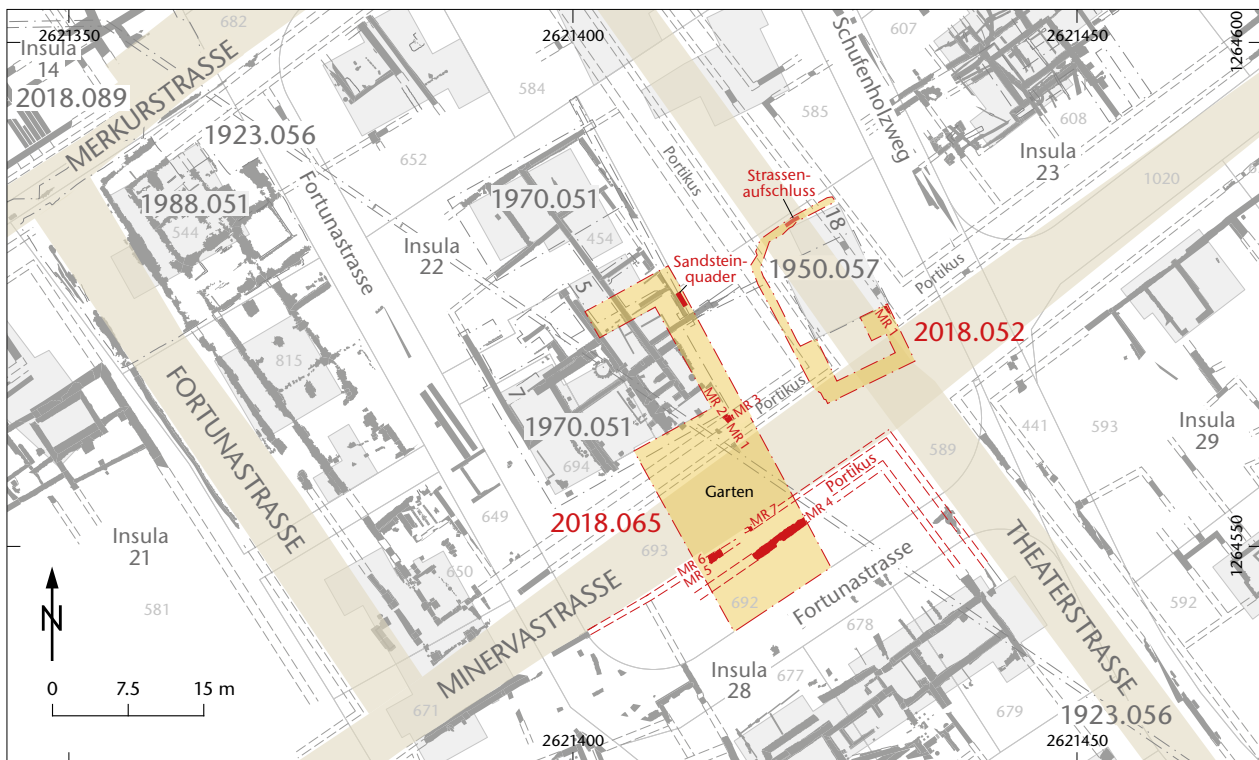 682
2621350
2621400
2621450
607
1264600
Insula
14
2018.089
MERKURSTRASSE
584
585
Schufenholzweg
608
1923.056
652
Portikus
Insula
23
1020
Strassen-
aufschluss
Fortunastrasse
1970.051
1988.051
544
454
18
Insula
22
Sandstein-
quader
1950.057
Portikus
5
MR 1
2018.052
815
7
MR 2
MR 3
Portikus
MR 1
FORTUNASTRASSE
1970.051
694
441
593
Insula
29
589
Portikus
Garten
649
2018.065
MR 7
MR 4
693
MR 6
MR 5
1264550
Insula
21
650
Fortunastrasse
THEATERSTRASSE
581
692
592
MINERVASTRASSE
678
N
Insula
28
677
0
7.5
15 m
671
679
1923.056
2621400
2621450